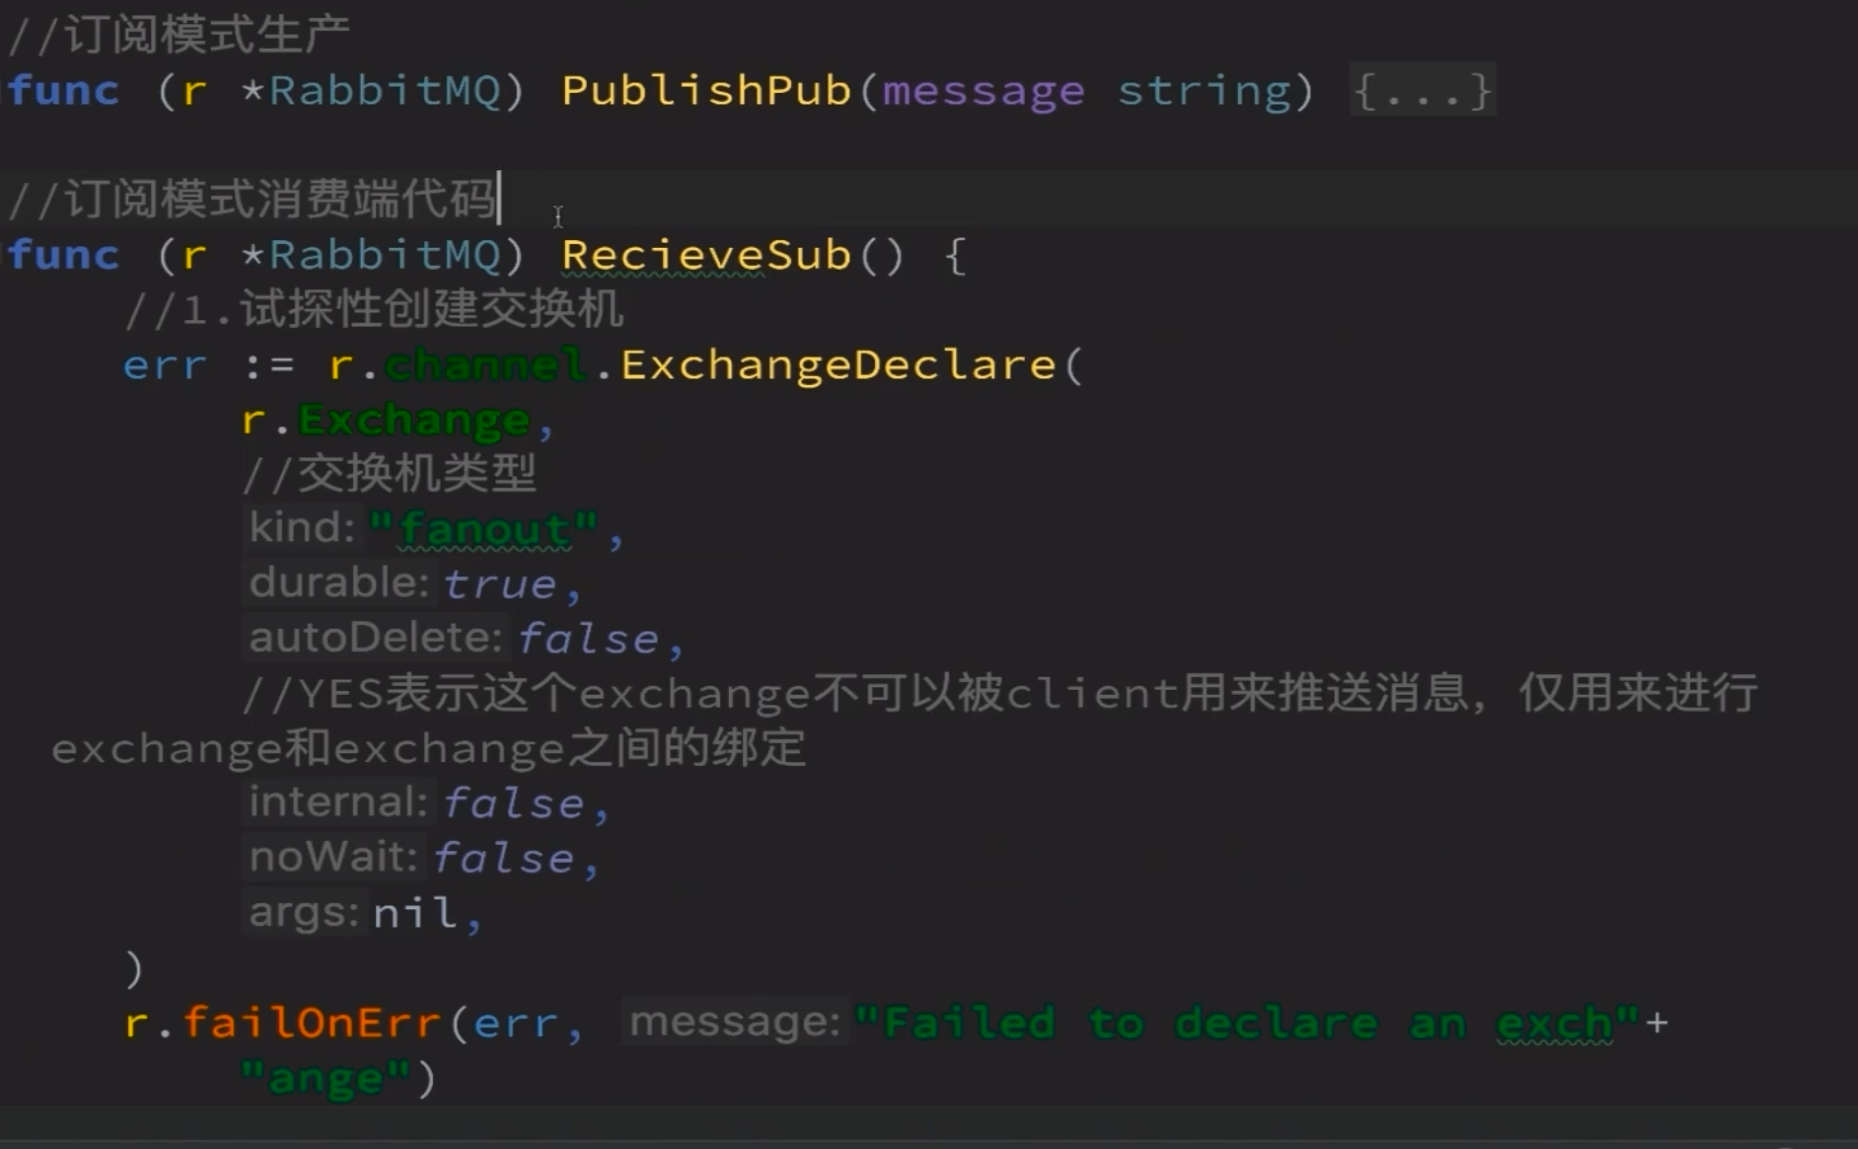 //订阅模式生产
func (r *RabbitMQ) PublishPub(message string) {...}
//订阅模式消费端代码
func (r *RabbitMQ) RecieveSub() {
//1.试探性创建交换机
err := r.channel.ExchangeDeclare(
r.Exchange,
//交换机类型
kind: "fanout",
durable: true,
autoDelete: false,
//YES表示这个exchange不可以被client用来推送消息，仅用来进行
exchange和exchange之间的绑定
internal: false,
noWait: false,
args: nil,
)
r.failOnErr(err, message: "Failed to declare an exch"+
"ange")